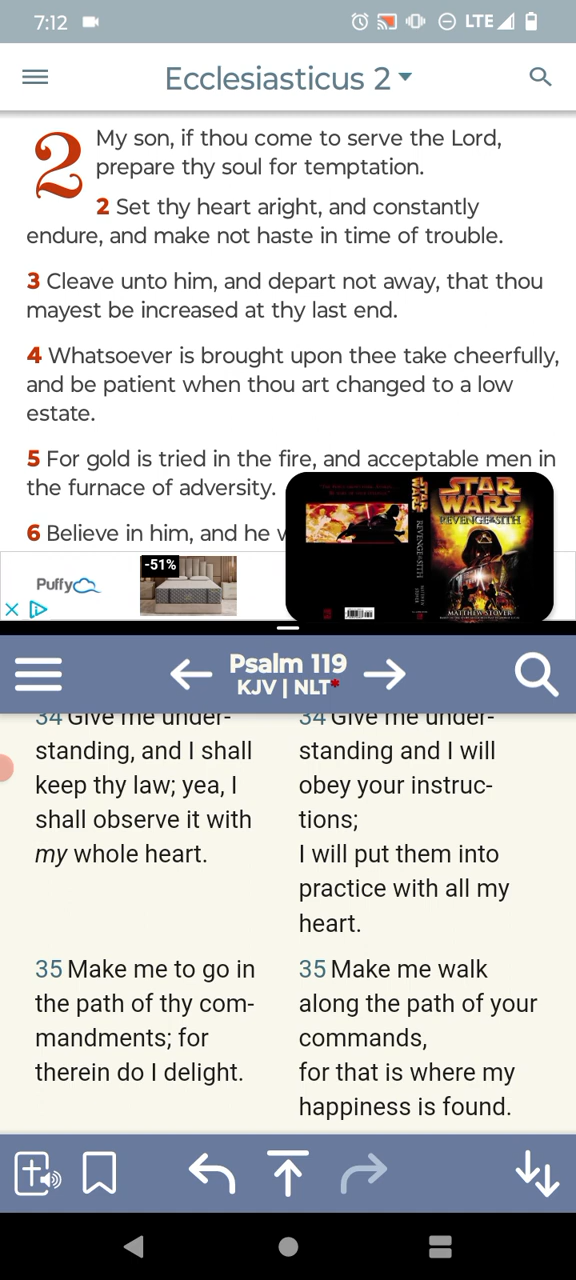 7:12
LTE
Ecclesiasticus 2
2 My son, if thou come to serve the Lord,
prepare thy soul for temptation.
2 Set thy heart aright, and constantly
endure, and make not haste in time of trouble.
3 Cleave unto him, and depart not away, that thou
mayest be increased at thy last end.
4 Whatsoever is brought upon thee take cheerfully,
and be patient when thou art changed to a low
estate.
5 For gold is tried in the fire, and acceptable men in
the furnace of adversity.
6 Believe in him, and he
STAR
WARS
REVENGE OF THE SITH
MATTHEW STOVER
STAR
WARS
REVENGE OF THE SITH
-51%
Puffy
Psalm 119
KJV | NLT*
34 Give me under-
standing, and I shall
keep thy law; yea, I
shall observe it with
my whole heart.
34 Give me under-
standing and I will
obey your instruc-
tions;
I will put them into
practice with all my
heart.
35 Make me to go in
the path of thy com-
mandments; for
therein do I delight.
35 Make me walk
along the path of your
commands,
for that is where my
happiness is found.